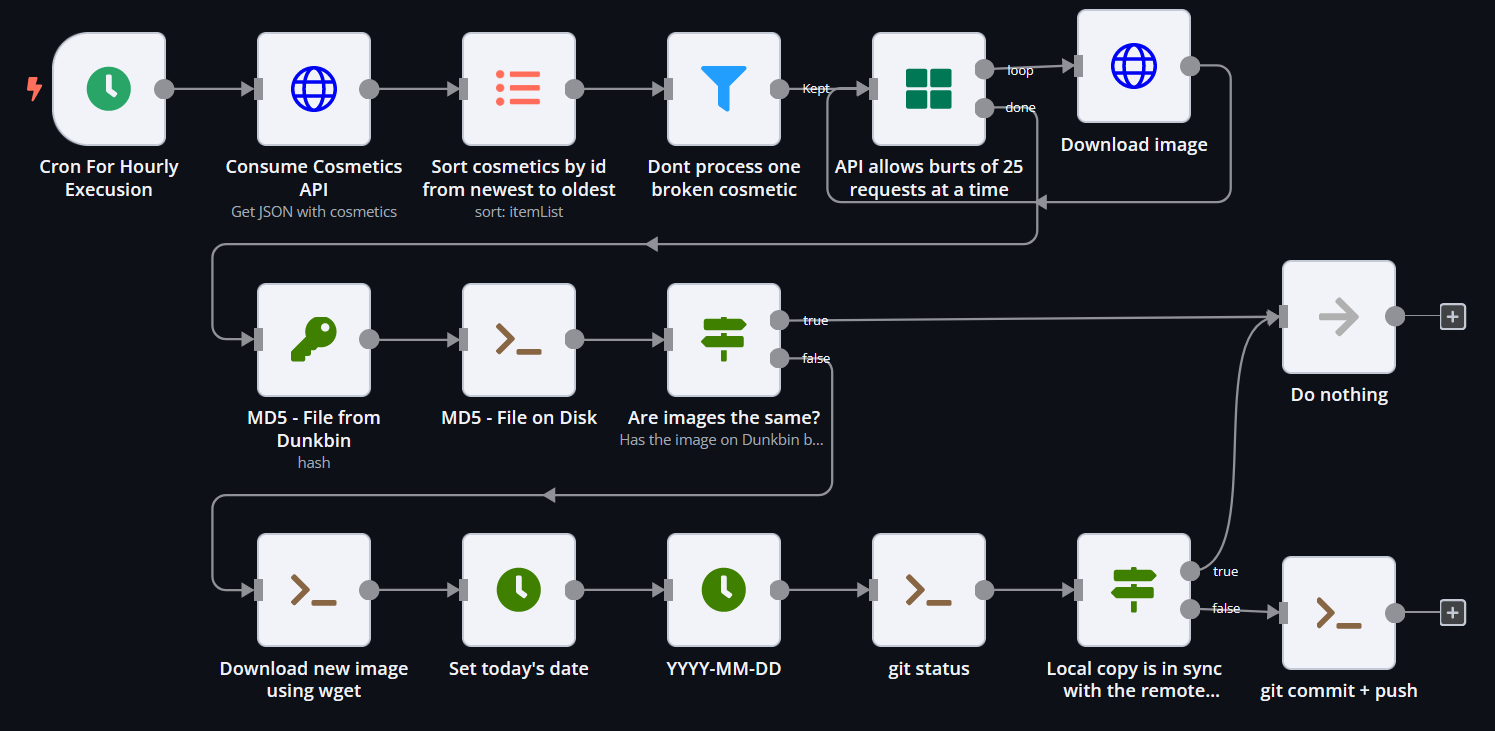 Cron For Hourly
Execusion
Consume Cosmetics
API
Get JSON with cosmetics
Sort cosmetics by id
from newest to oldest
sort: itemList
Dont process one
broken cosmetic
Kept
API allows burts of 25
requests at a time
loop
done
Download image
MD5 - File from
Dunkbin
hash
MD5 - File on Disk
Are images the same?
Has the image on Dunkbin b...
true
false
Do nothing
Download new image
using wget
Set today's date
YYYY-MM-DD
git status
Local copy is in sync
with the remote...
true
false
git commit + push